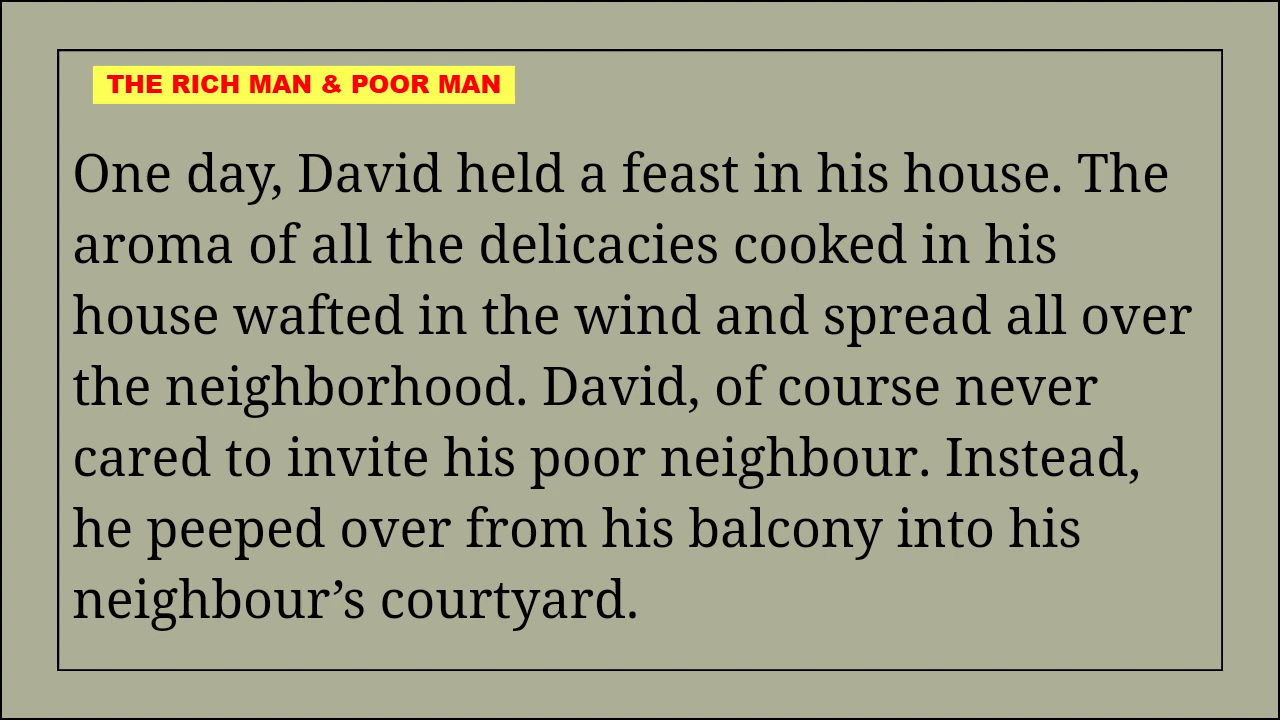 THE RICH MAN & POOR MAN
One day, David held a feast in his house. The
aroma of all the delicacies cooked in his
house wafted in the wind and spread all over
the neighborhood. David, of course never
cared to invite his poor neighbour. Instead,
he peeped over from his balcony into his
neighbour’s courtyard.